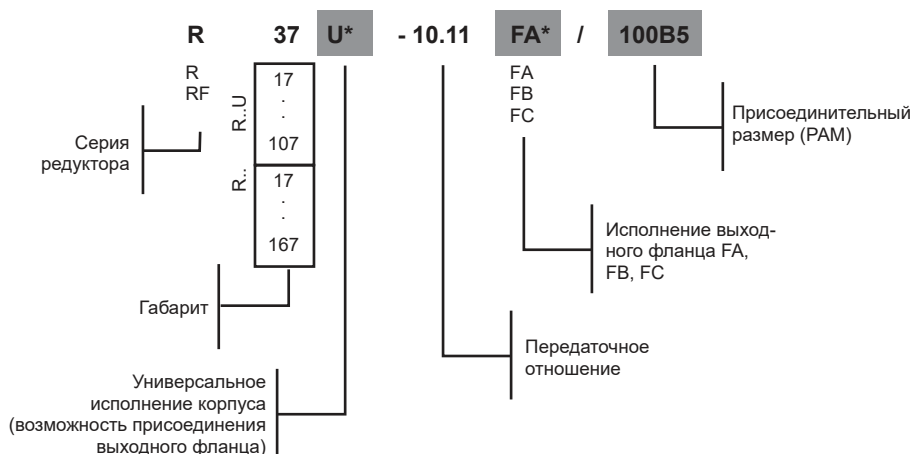 R 37 U* - 10.11 FA* / 100B5
R
RF
R..U
17
.
.
107
R..
17
.
.
167
FA
FB
FC
Присоединительный
размер (PAM)
Серия
редуктора
Исполнение выход-
ного фланца FA,
FB, FC
Габарит
Передаточное
отношение
Универсальное
исполнение корпуса
(возможность присоединения
выходного фланца)